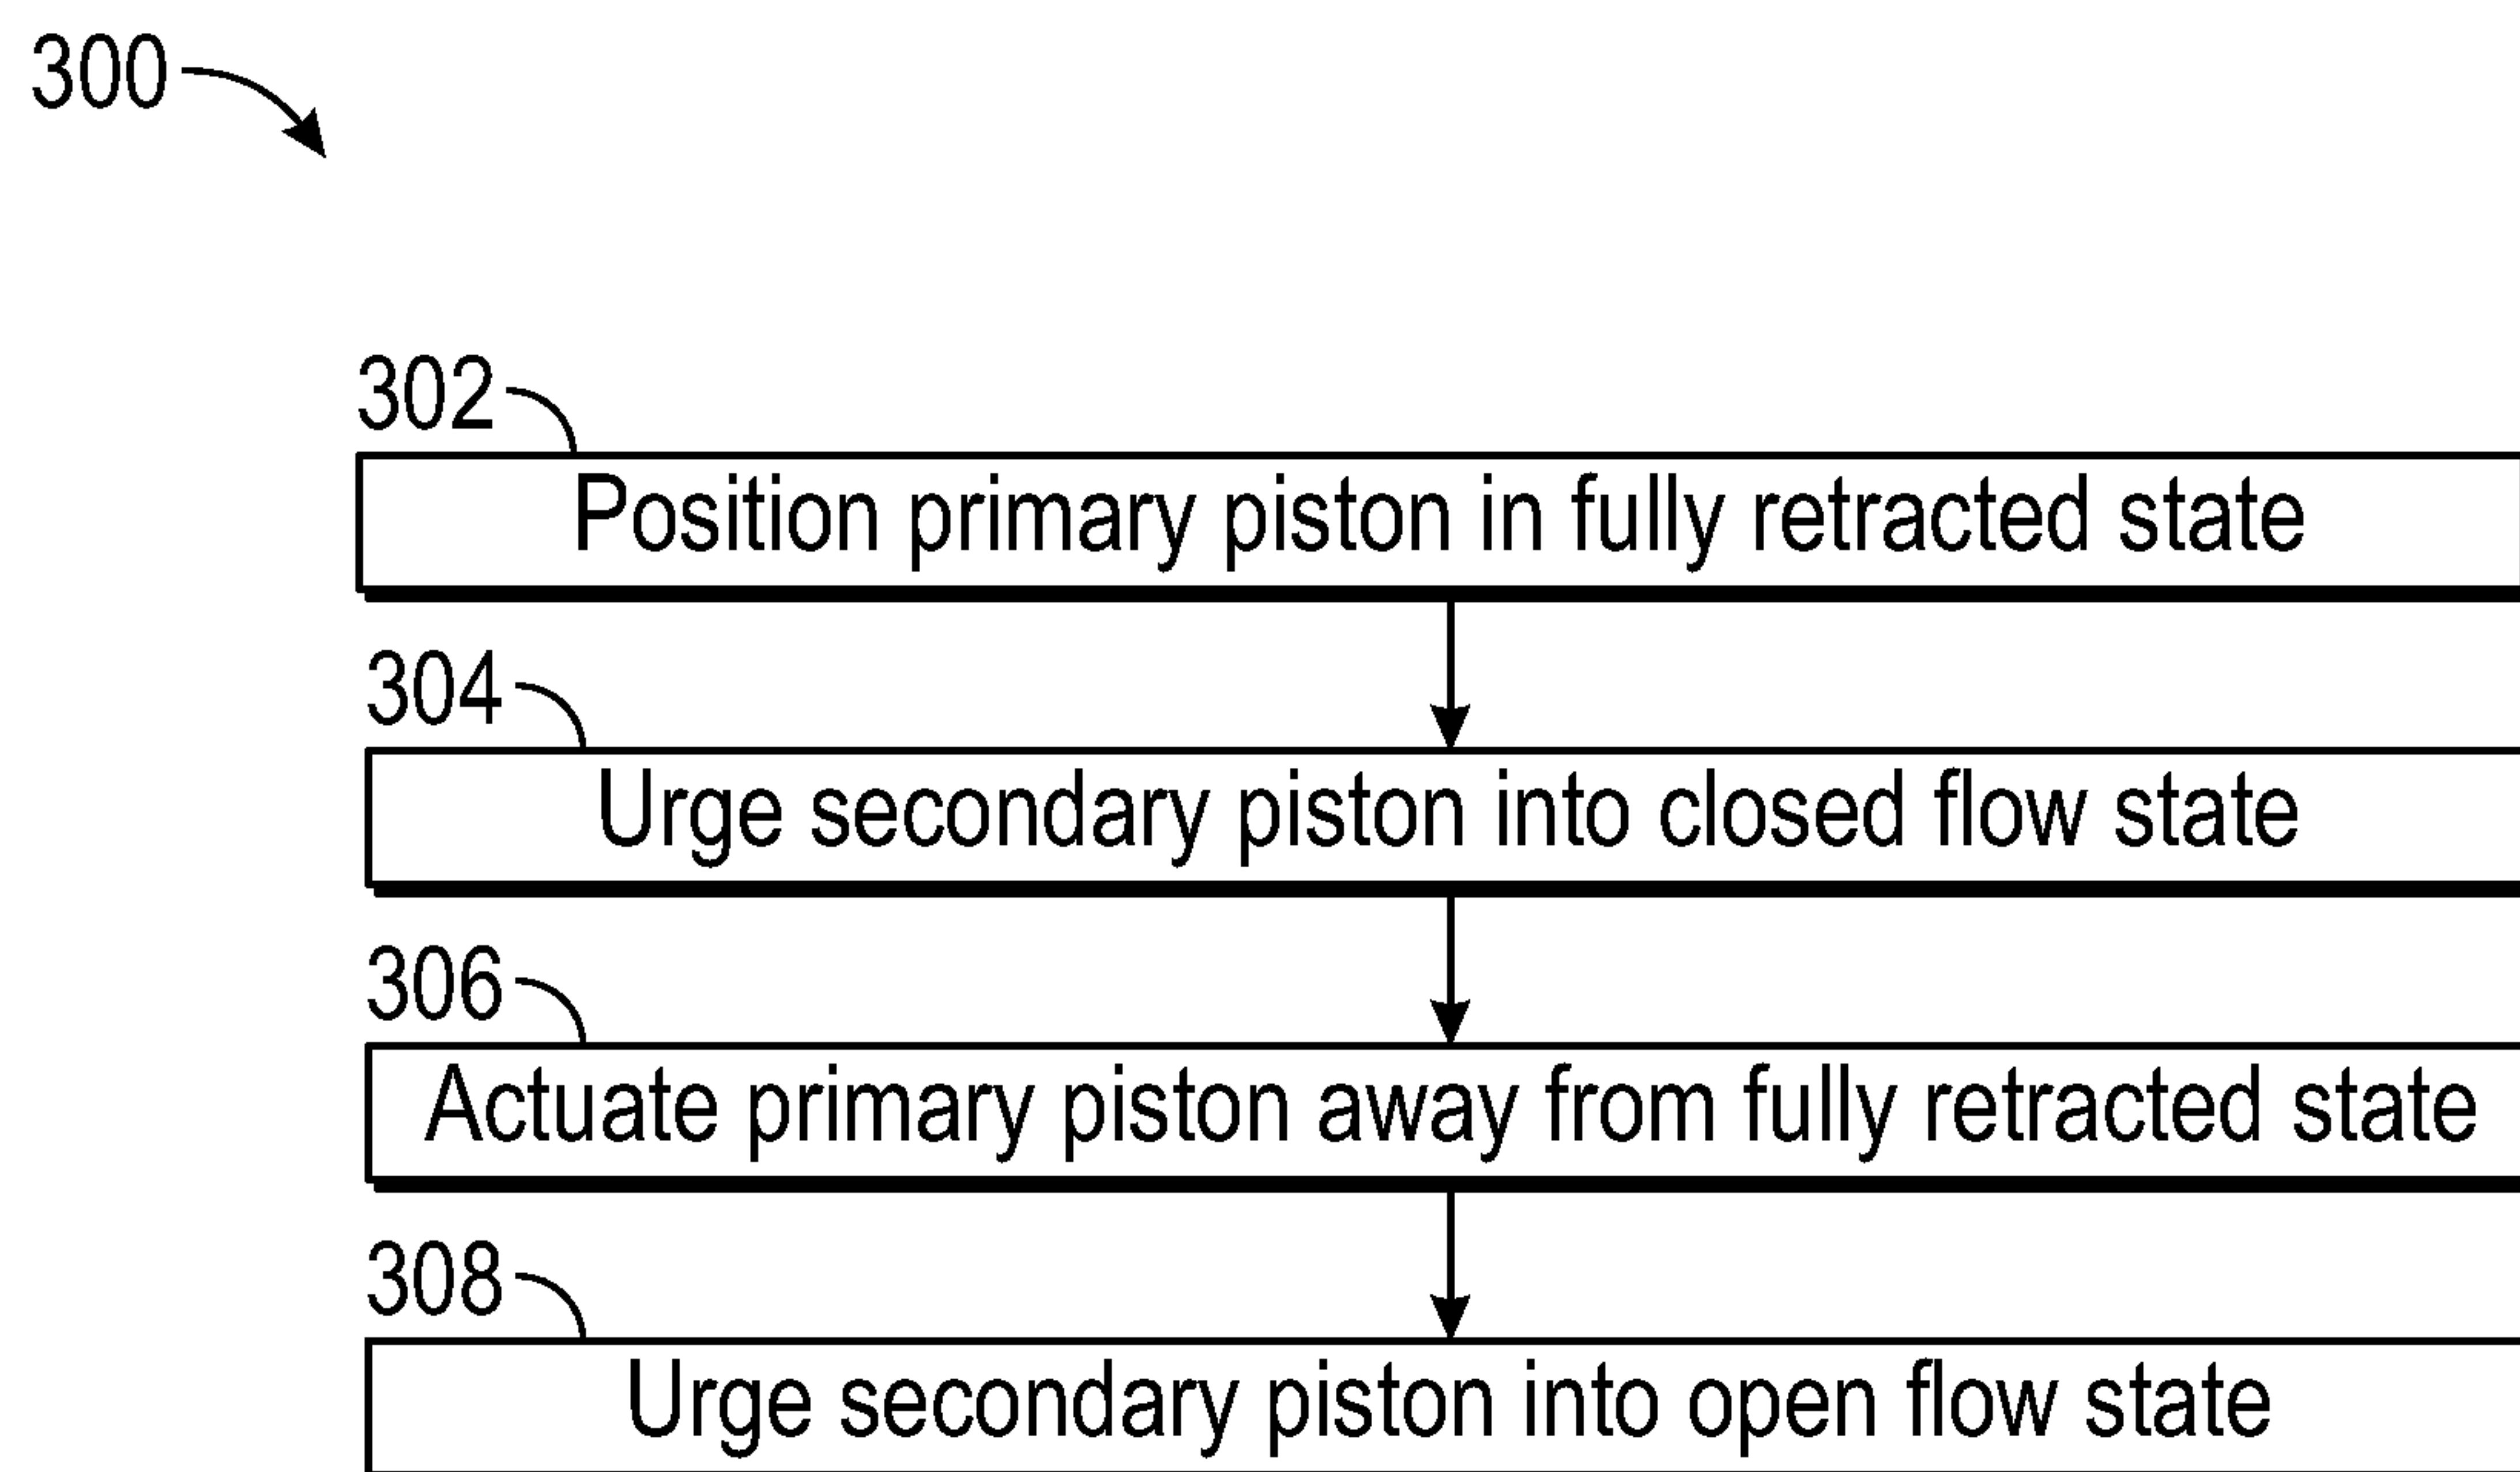 300
302
Position primary piston in fully retracted state
304
Urge secondary piston into closed flow state
306
Actuate primary piston away from fully retracted state
308
Urge secondary piston into open flow state